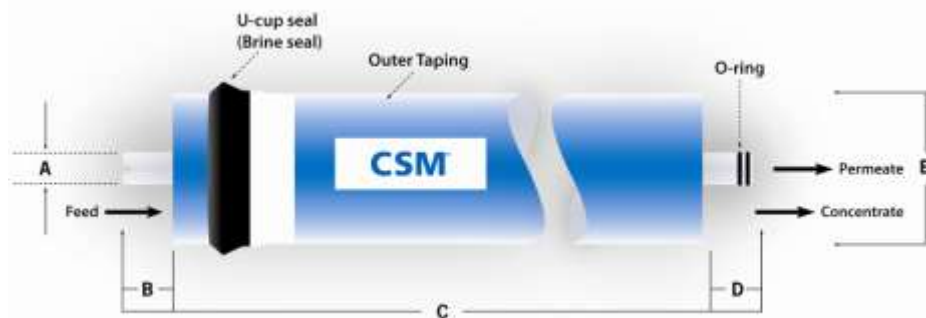 U-cup seal
(Brine seal)
Outer Taping
O-ring
CSM
A
Permeate
E
Feed
Concentrate
B
D
C